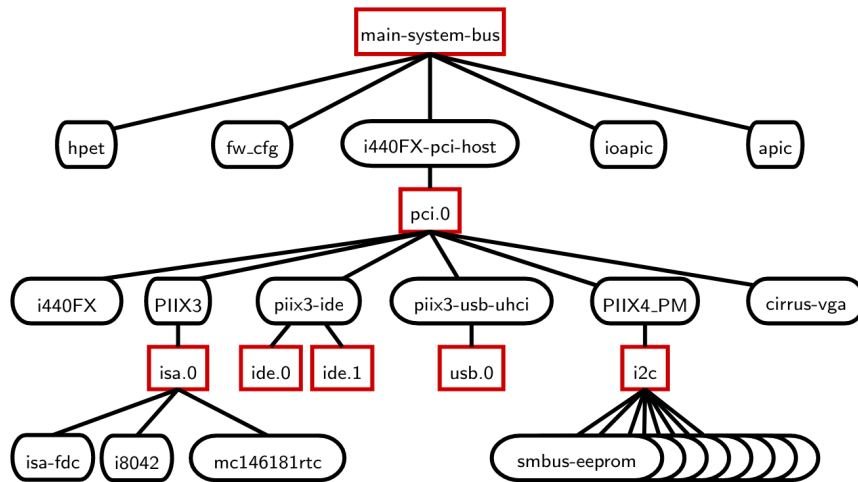 main-system-bus
hpet
fw_cfg
i440FX-pci-host
ioapic
apic
pci.0
i440FX
PIIX3
piix3-ide
piix3-usb-uhci
PIIX4_PM
cirrus-vga
isa.0
ide.0
ide.1
usb.0
i2c
isa-fdc
i8042
mc146181rtc
smbus-eeprom